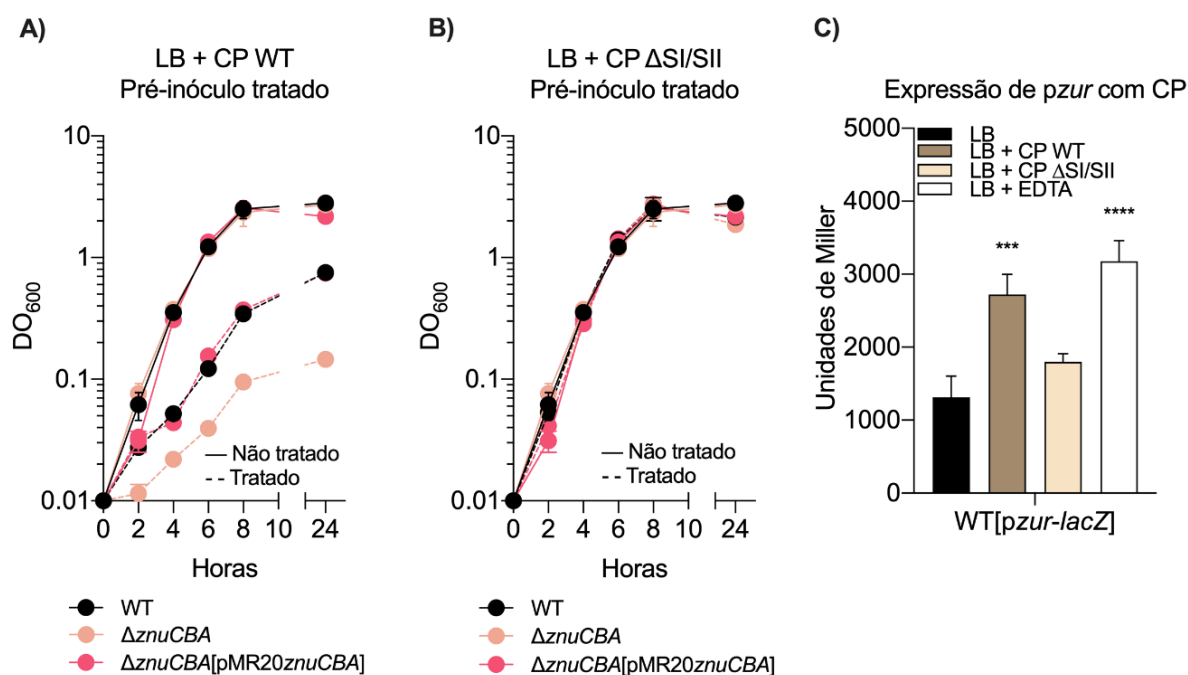 A)
LB + CP WT
Pré-inóculo tratado
10
1
0.1
0.01
DO600
0 2 4 6 8 10 24
Horas
Não tratado
Tratado
WT
ΔznuCBA
ΔznuCBA[pMR20znuCBA]
B)
LB + CP ΔSI/SII
Pré-inóculo tratado
10
1
0.1
0.01
DO600
0 2 4 6 8 10 24
Horas
Não tratado
Tratado
WT
ΔznuCBA
ΔznuCBA[pMR20znuCBA]
C)
Expressão de pzur com CP
5000
4000
3000
2000
1000
0
Unidades de Miller
LB
LB + CP WT
LB + CP ΔSI/SII
LB + EDTA
***
****
WT[pzur-lacZ]